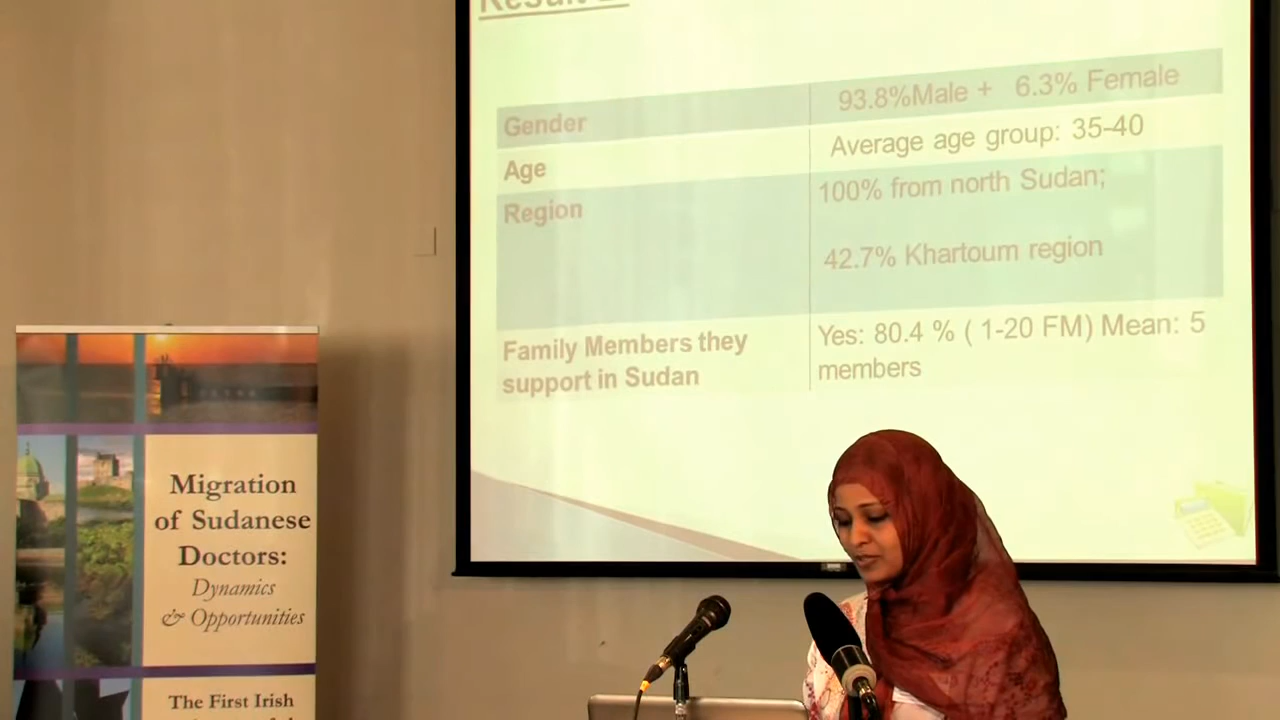 Gender
93.8%Male + 6.3% Female
Age
Average age group: 35-40
Region
100% from north Sudan;
42.7% Khartoum region
Family Members they
support in Sudan
Yes: 80.4 % ( 1-20 FM) Mean: 5
members
Migration
of Sudanese
Doctors:
Dynamics
& Opportunities
The First Irish